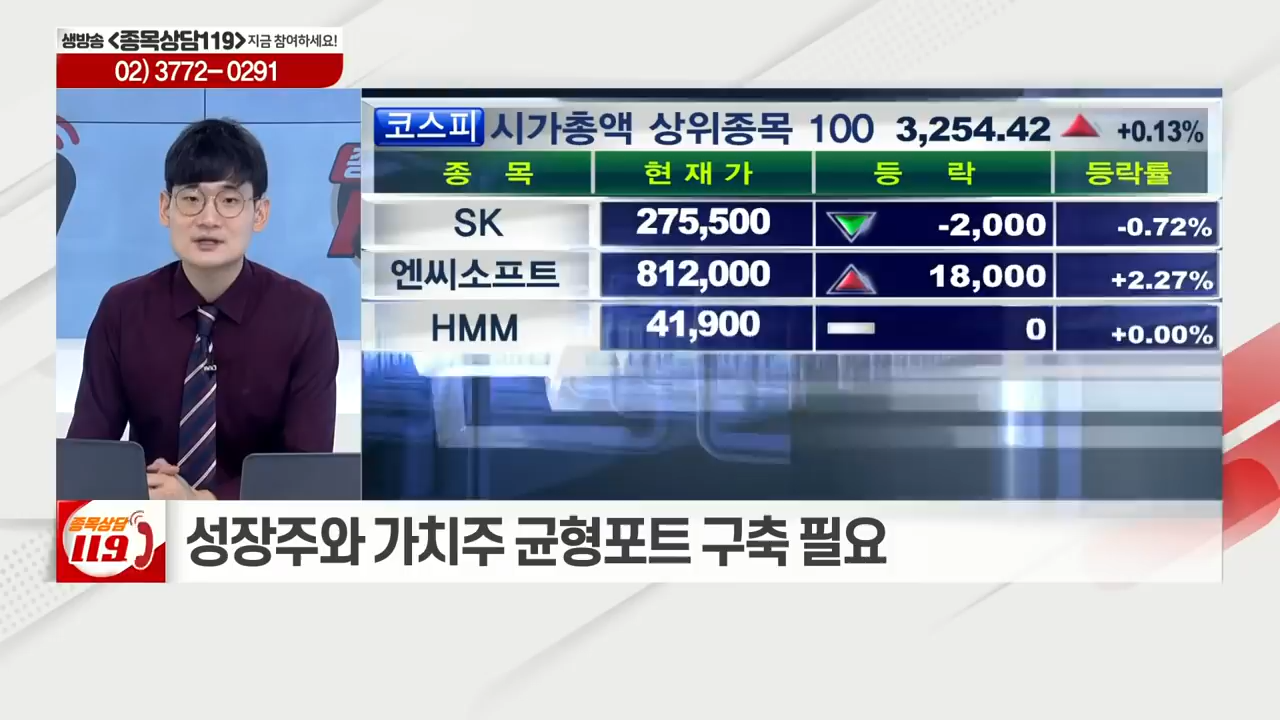 생방송 <종목상담119> 지금 참여하세요!
02) 3772-0291
코스피 시가총액 상위종목 100 3,254.42 +0.13%
종 목 현 재 가 등 락 등락률
SK 275,500 -2,000 -0.72%
엔씨소프트 812,000 18,000 +2.27%
HMM 41,900 0 +0.00%
종목상담
119
성장주와 가치주 균형포트 구축 필요